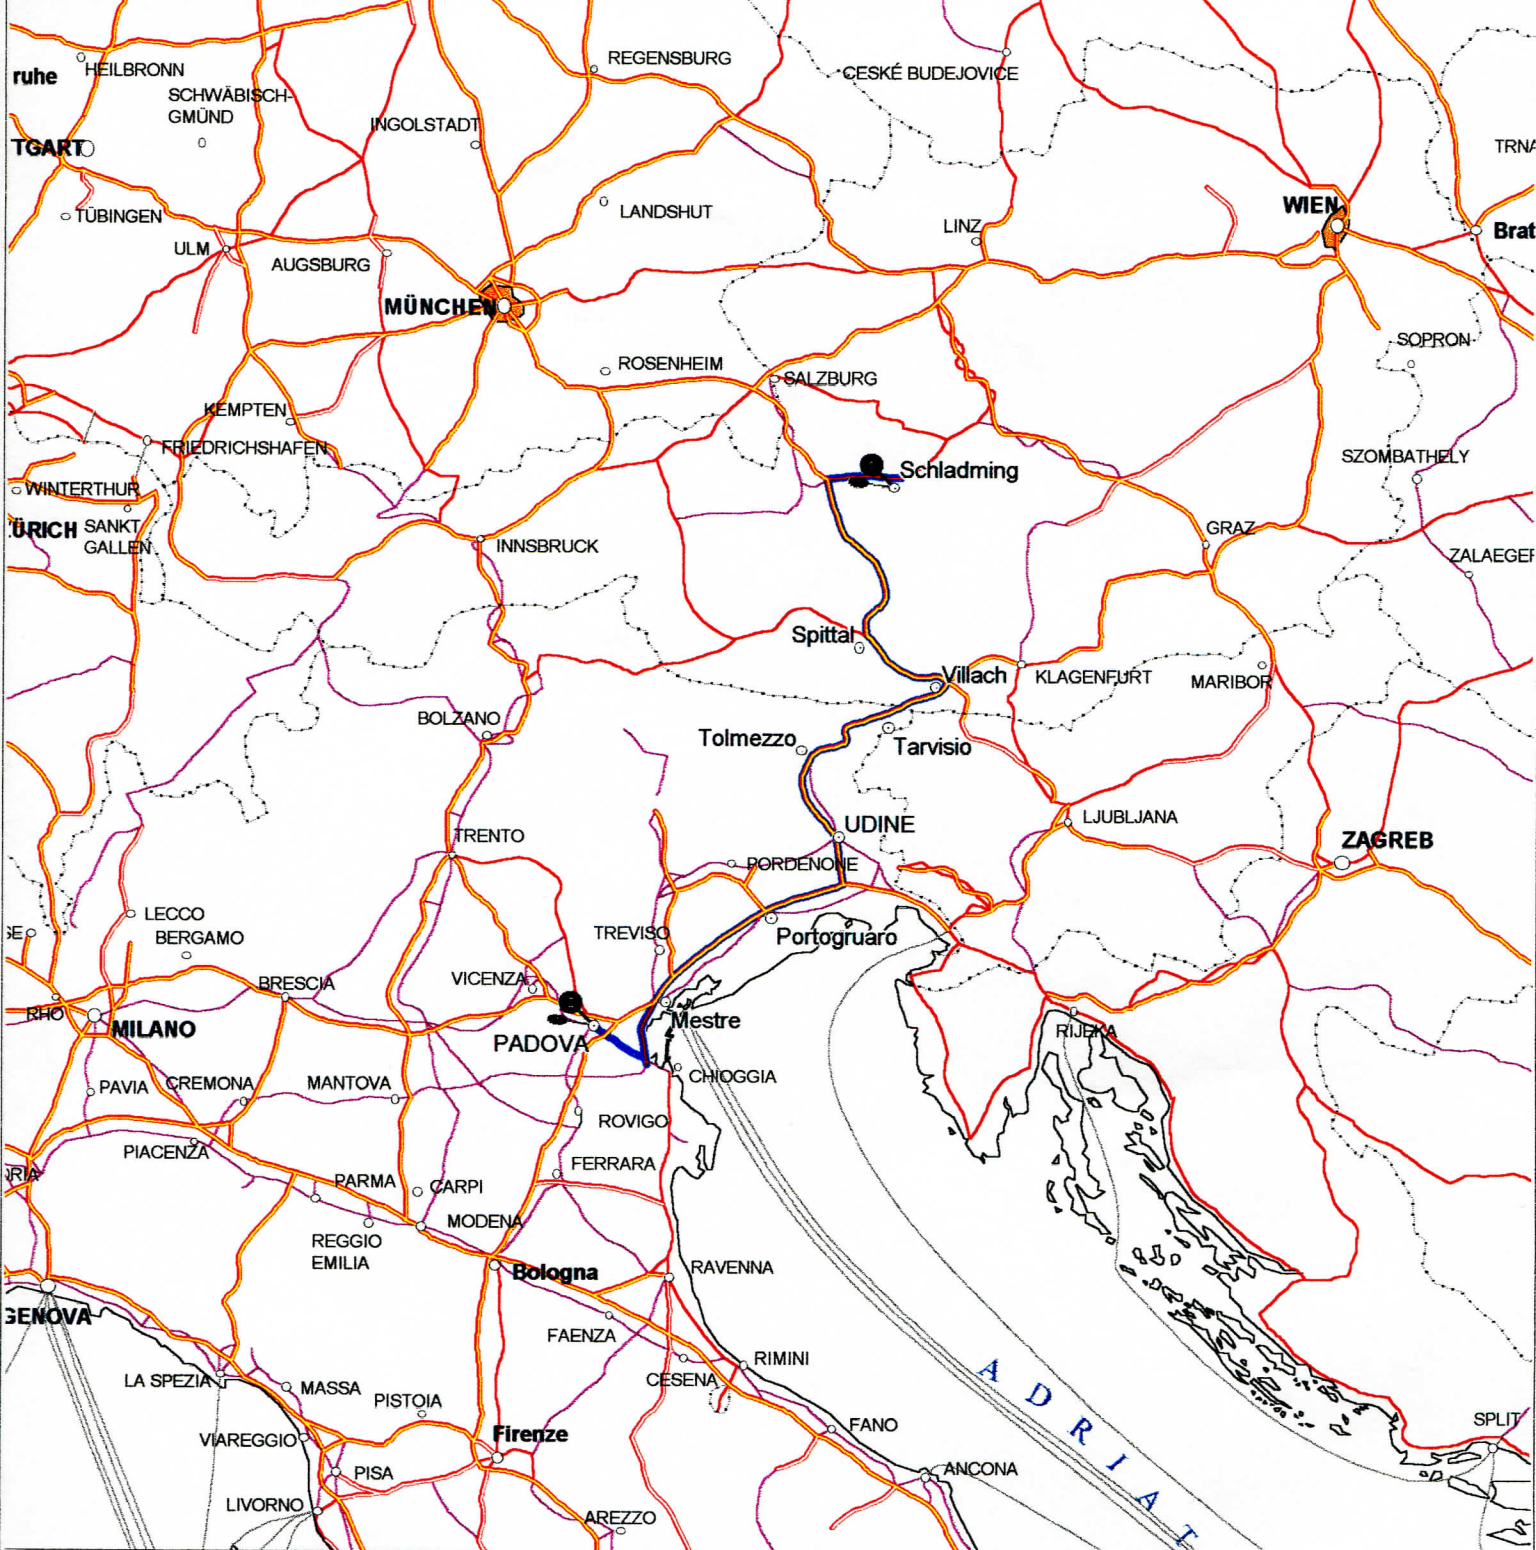 REGENSBURG
HEILBRONN
ruhe
CESKÉ BUDEJOVICE
SCHWÄBISCH-
GMÜND
INGOLSTADT
TGART
TRNA
TÜBINGEN
LANDSHUT
WIEN
LINZ
Brat
ULM
AUGSBURG
MÜNCHEN
SOPRON
ROSENHEIM
SALZBURG
KEMPTEN
FRIEDRICHSHAFEN
SZOMBATHELY
Schladming
WINTERTHUR
ÜRICH
SANKT
GALLEN
GRAZ
INNSBRUCK
ZALAEGER
Spittal
Villach
KLAGENFURT
MARIBOR
BOLZANO
Tolmezzo
Tarvisio
LJUBLJANA
UDINE
TRENTO
ZAGREB
PORDENONE
LECCO
SE
BERGAMO
TREVISO
Portogruaro
VICENZA
BRESCIA
RHO
MILANO
Mestre
PADOVA
RIJEKA
CHIOGGIA
PAVIA
CREMONA
MANTOVA
ROVIGO
PIACENZA
FERRARA
DRIA
PARMA
CARPI
MODENA
REGGIO
EMILIA
Bologna
RAVENNA
GENOVA
FAENZA
RIMINI
LA SPEZIA
MASSA
CESENA
PISTOIA
ADRIAT
FANO
SPLIT
VIAREGGIO
Firenze
PISA
ANCONA
LIVORNO
AREZZO